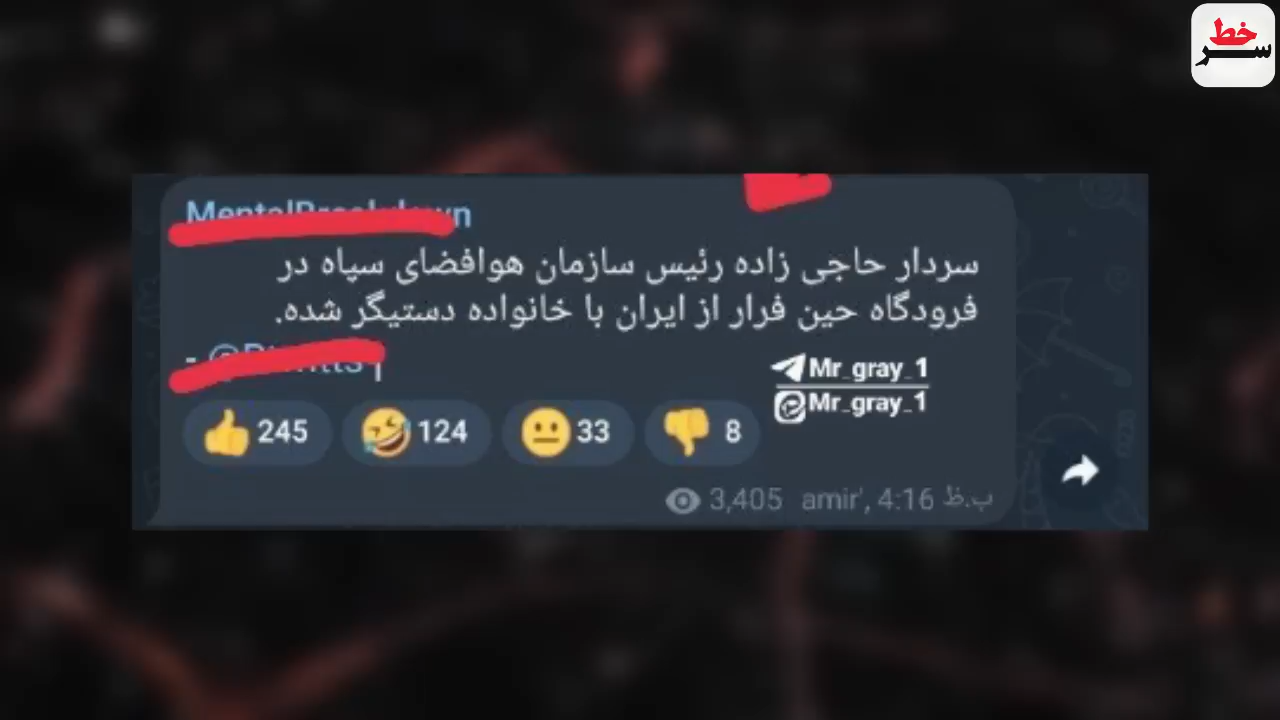 خط
سر
سردار حاجی زاده رئیس سازمان هوافضای سپاه در
فرودگاه حین فرار از ایران با خانواده دستیگر شده.
Mr_gray_1
Mr_gray_1
245 124 33 8
3,405 amir', 4:16 ب.ظ